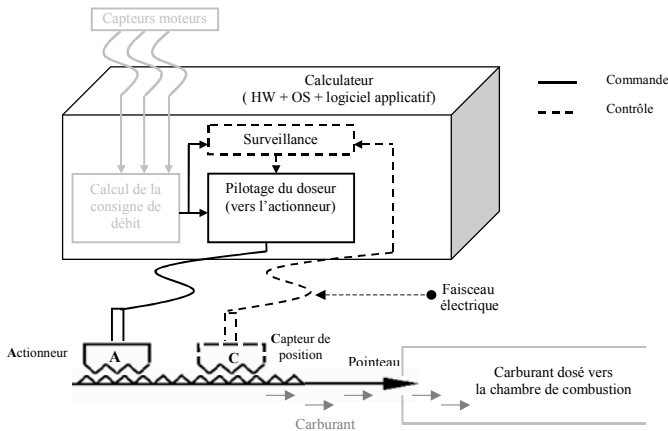 Capteurs moteurs
Calculateur
( HW + OS + logiciel applicatif)
Commande
Contrôle
Surveillance
Calcul de la
consigne de
débit
Pilotage du doseur
(vers l'actionneur)
Faisceau
électrique
Actionneur
A
C
Capteur de
position
Pointeau
Carburant dosé vers
la chambre de combustion
Carburant